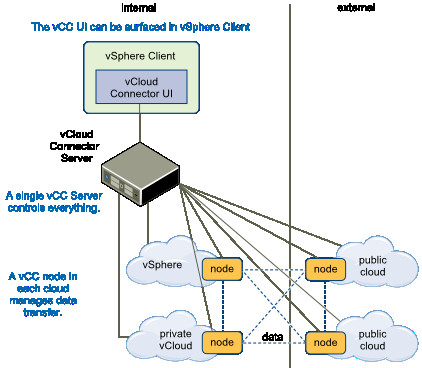 internal
external
The vCC UI can be surfaced in vSphere Client
vSphere Client
vCloud
Connector UI
vCloud
Connector
Server
A single vCC Server
controls everything.
vSphere
node
node
public
cloud
A vCC node in
each cloud
manages data
transfer.
private
vCloud
node
data
node
public
cloud